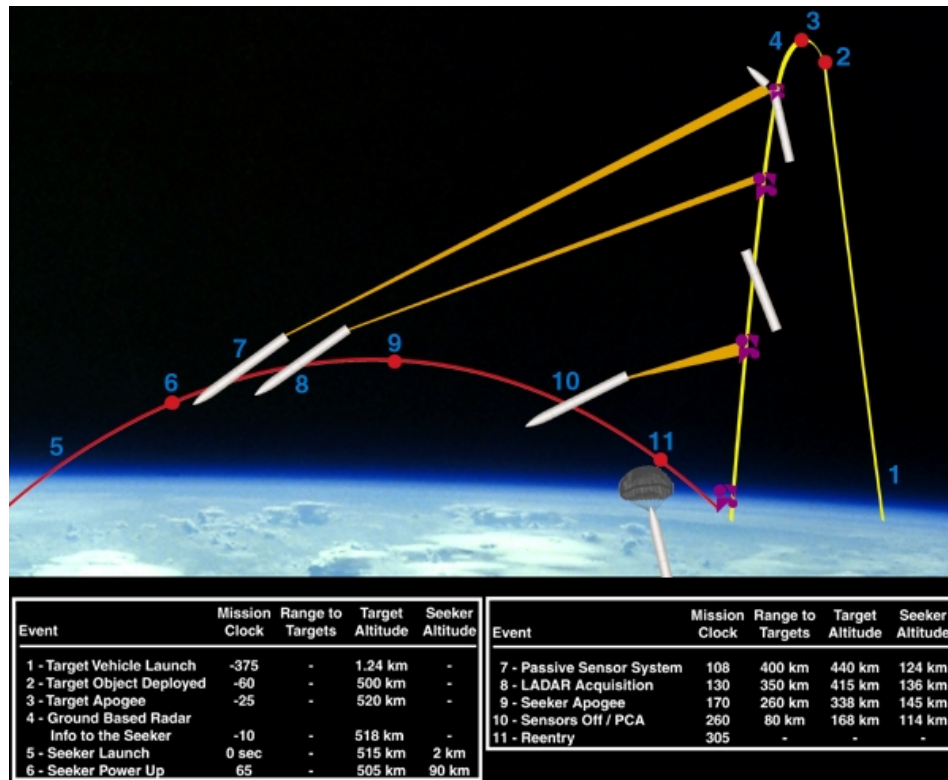 3
4
2
9
7
6
8
10
5
11
1
Event Mission Clock Range to Targets Target Altitude Seeker Altitude
1 - Target Vehicle Launch -375 - 1.24 km -
2 - Target Object Deployed -60 - 500 km -
3 - Target Apogee -25 - 520 km -
4 - Ground Based Radar
Info to the Seeker -10 - 518 km -
5 - Seeker Launch 0 sec - 515 km 2 km
6 - Seeker Power Up 65 - 505 km 90 km
Event Mission Clock Range to Targets Target Altitude Seeker Altitude
7 - Passive Sensor System 108 400 km 440 km 124 km
8 - LADAR Acquisition 130 350 km 415 km 136 km
9 - Seeker Apogee 170 260 km 338 km 145 km
10 - Sensors Off / PCA 260 80 km 168 km 114 km
11 - Reentry 305 - - -